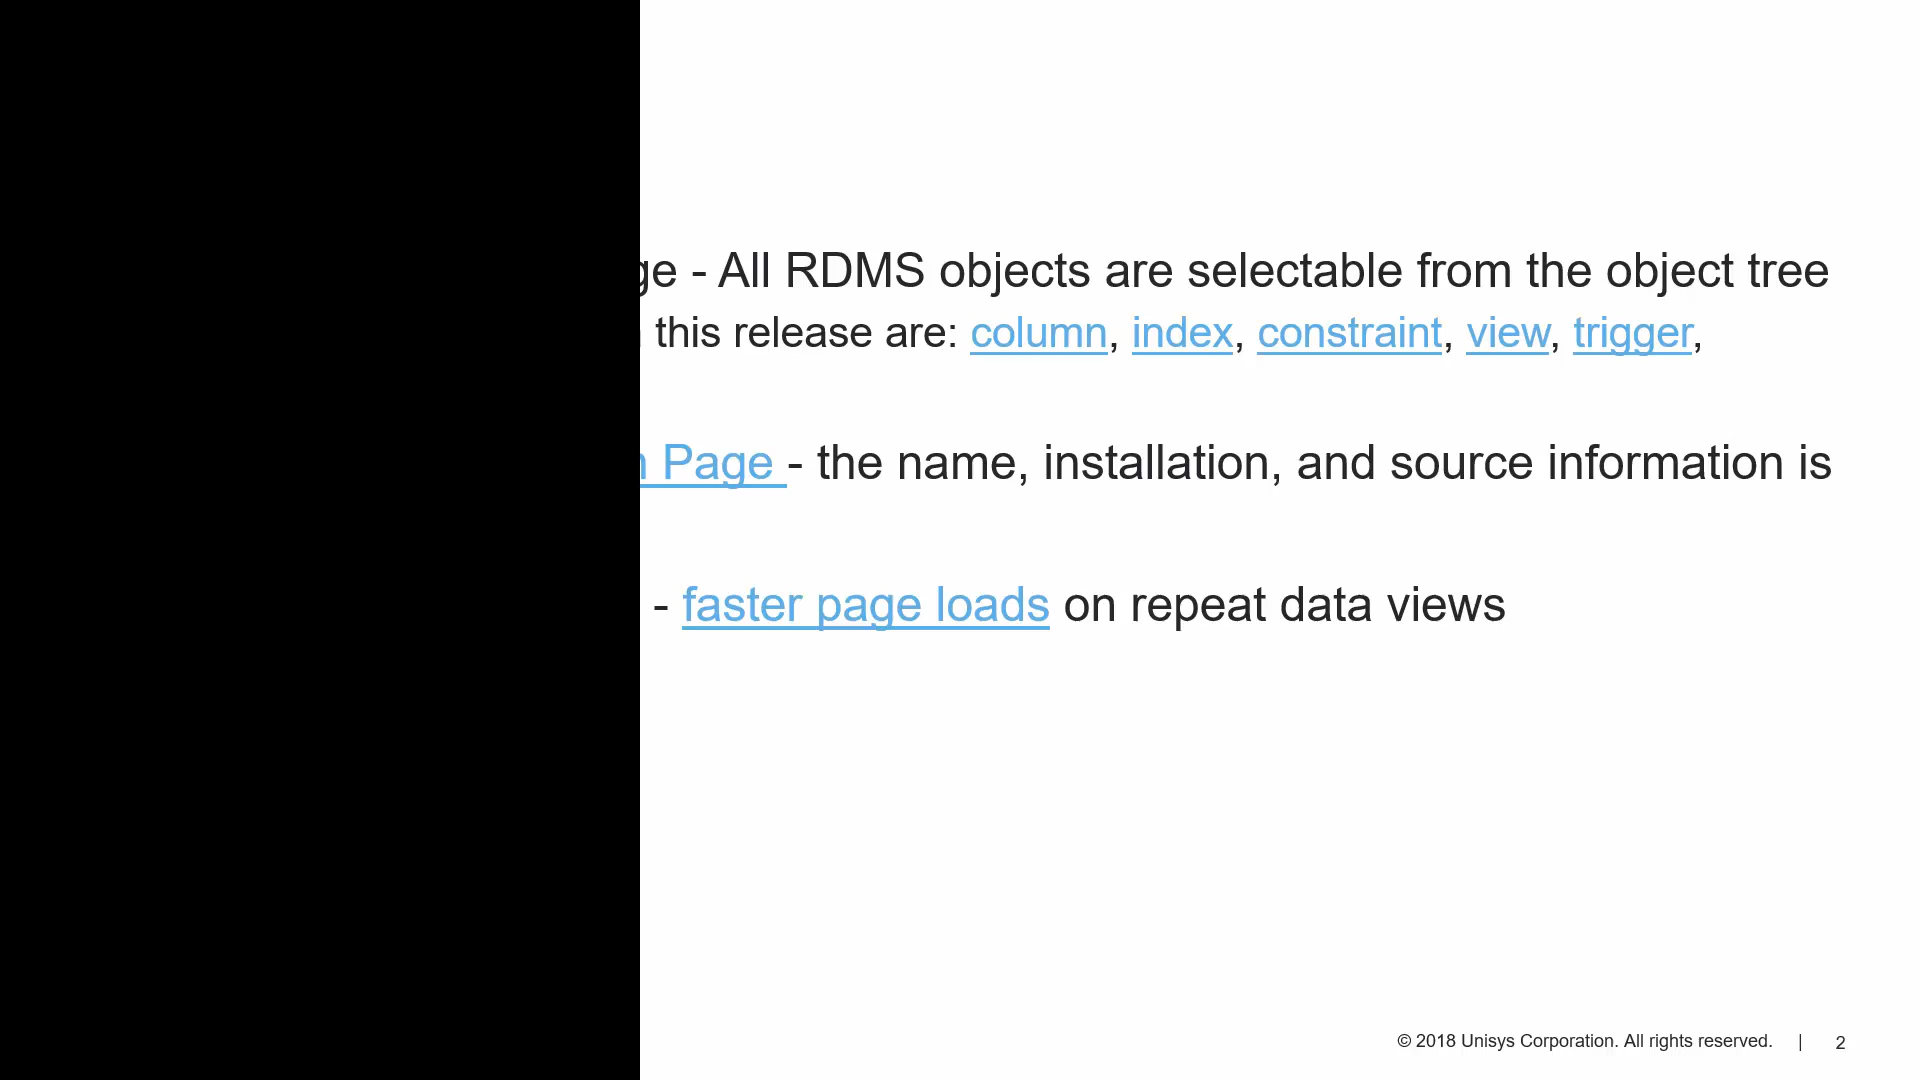 - All RDMS objects are selectable from the object tree
this release are: column, index, constraint, view, trigger,
Page - the name, installation, and source information is
- faster page loads on repeat data views
© 2018 Unisys Corporation. All rights reserved. | 2